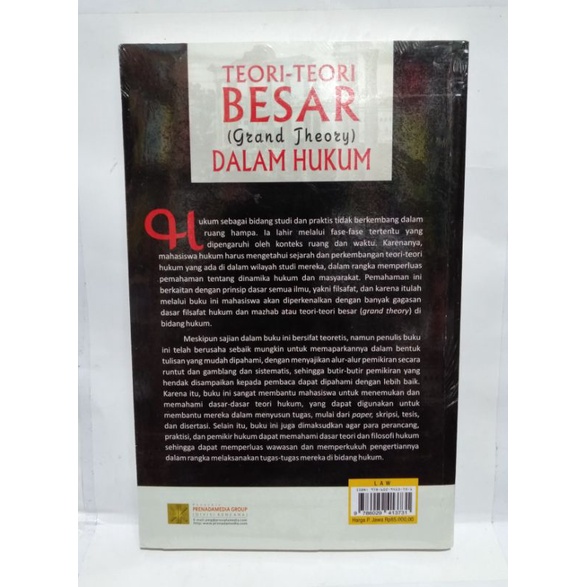 TEORI-TEORI
BESAR
(Grand Theory)
DALAM HUKUM
Hukum sebagai bidang studi dan praktis tidak berkembang dalam
ruang hampa. Ia lahir melalui fase-fase tertentu yang
dipengaruhi oleh konteks ruang dan waktu. Karenanya,
mahasiswa hukum harus mengetahui sejarah dan perkembangan teori-teori
hukum yang ada di dalam wilayah studi mereka, dalam rangka memperluas
pemahaman tentang dinamika hukum dan masyarakat. Pemahaman ini
berkaitan dengan prinsip dasar semua ilmu, yakni filsafat, dan karena itulah
melalui buku ini mahasiswa akan diperkenalkan dengan banyak gagasan
dasar filsafat hukum dan mazhab atau teori-teori besar (grand theory) di
bidang hukum.
Meskipun sajian dalam buku ini bersifat teoretis, namun penulis buku
ini telah berusaha sebaik mungkin untuk memaparkannya dalam bentuk
tulisan yang mudah dipahami, dengan menyajikan alur-alur pemikiran secara
runtut dan gamblang dan sistematis, sehingga butir-butir pemikiran yang
hendak disampaikan kepada pembaca dapat dipahami dengan lebih baik.
Karena itu, buku ini sangat membantu mahasiswa untuk menemukan dan
memahami dasar-dasar teori hukum, yang dapat digunakan untuk
membantu mereka dalam menyusun tugas, mulai dari paper, skripsi, tesis,
dan disertasi. Selain itu, buku ini juga dimaksudkan agar para perancang,
praktisi, dan pemikir hukum dapat memahami dasar teori dan filosofi hukum
sehingga dapat memperluas wawasan dan memperkukuh pengertiannya
dalam rangka melaksanakan tugas-tugas mereka di bidang hukum.
LAW
PRENADAMEDIA GROUP
9 786029 413731
Harga P. Jawa